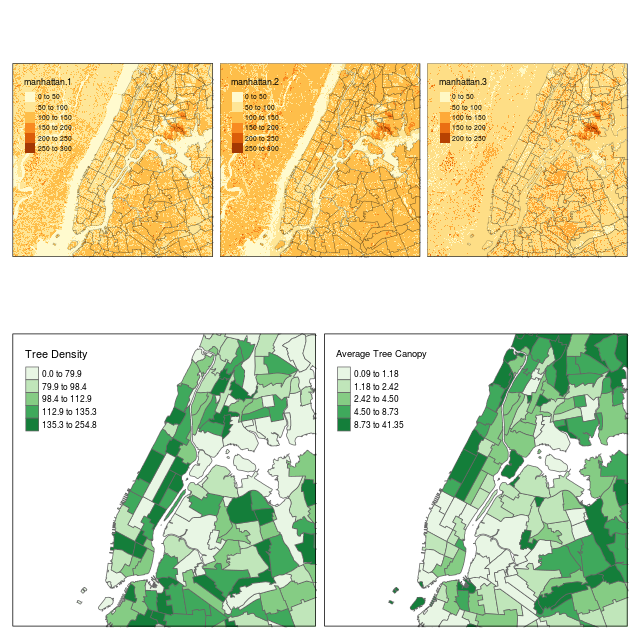 manhattan.1
0 to 50
50 to 100
100 to 150
150 to 200
200 to 250
250 to 300
manhattan.2
0 to 50
50 to 100
100 to 150
150 to 200
200 to 250
250 to 300
manhattan.3
0 to 50
50 to 100
100 to 150
150 to 200
200 to 250
Tree Density
0.0 to 79.9
79.9 to 98.4
98.4 to 112.9
112.9 to 135.3
135.3 to 254.8
Average Tree Canopy
0.09 to 1.18
1.18 to 2.42
2.42 to 4.50
4.50 to 8.73
8.73 to 41.35